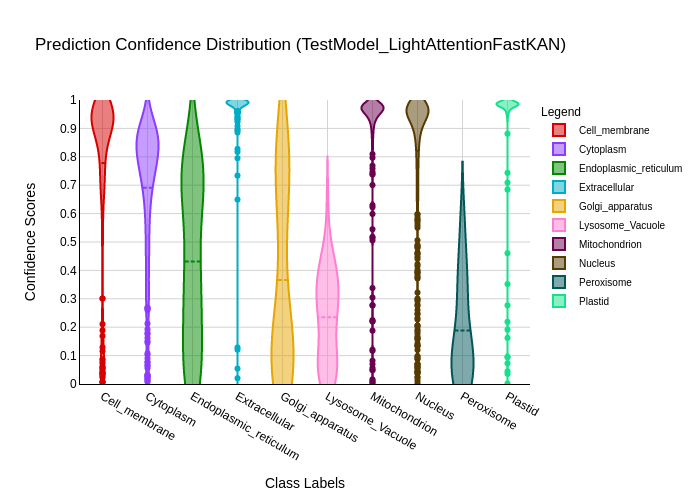 Prediction Confidence Distribution (TestModel_LightAttentionFastKAN)
Confidence Scores
1
0.9
0.8
0.7
0.6
0.5
0.4
0.3
0.2
0.1
0
Cell_membrane
Cytoplasm
Endoplasmic_reticulum
Extracellular
Golgi_apparatus
Lysosome_Vacuole
Mitochondrion
Nucleus
Peroxisome
Plastid
Class Labels
Legend
Cell_membrane
Cytoplasm
Endoplasmic_reticulum
Extracellular
Golgi_apparatus
Lysosome_Vacuole
Mitochondrion
Nucleus
Peroxisome
Plastid